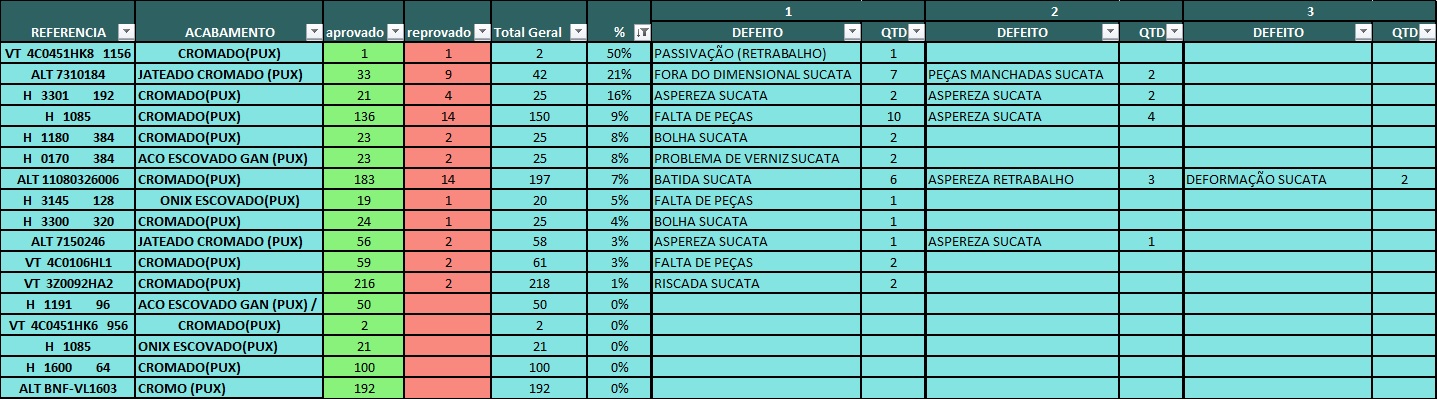 1 2 3
REFERENCIA ACABAMENTO aprovado reprovado Total Geral % DEFEITO QTD DEFEITO QTD DEFEITO QTD
VT 4C0451HK8 1156 CROMADO(PUX) 1 1 2 50% PASSIVAÇÃO (RETRABALHO) 1
ALT 7310184 JATEADO CROMADO (PUX) 33 9 42 21% FORA DO DIMENSIONAL SUCATA 7 PEÇAS MANCHADAS SUCATA 2
H 3301 192 CROMADO(PUX) 21 4 25 16% ASPEREZA SUCATA 2 ASPEREZA SUCATA 2
H 1085 CROMADO(PUX) 136 14 150 9% FALTA DE PEÇAS 10 ASPEREZA SUCATA 4
H 1180 384 CROMADO(PUX) 23 2 25 8% BOLHA SUCATA 2
H 0170 384 ACO ESCOVADO GAN (PUX) 23 2 25 8% PROBLEMA DE VERNIZ SUCATA 2
ALT 11080326006 CROMADO(PUX) 183 14 197 7% BATIDA SUCATA 6 ASPEREZA RETRABALHO 3 DEFORMAÇÃO SUCATA 2
H 3145 128 ONIX ESCOVADO(PUX) 19 1 20 5% FALTA DE PEÇAS 1
H 3300 320 CROMADO(PUX) 24 1 25 4% BOLHA SUCATA 1
ALT 7150246 JATEADO CROMADO (PUX) 56 2 58 3% ASPEREZA SUCATA 1 ASPEREZA SUCATA 1
VT 4C0106HL1 CROMADO(PUX) 59 2 61 3% FALTA DE PEÇAS 2
VT 3Z0092HA2 CROMADO(PUX) 216 2 218 1% RISCADA SUCATA 2
H 1191 96 ACO ESCOVADO GAN (PUX) / 50 50 0%
VT 4C0451HK6 956 CROMADO(PUX) 2 2 0%
H 1085 ONIX ESCOVADO(PUX) 21 21 0%
H 1600 64 CROMADO(PUX) 100 100 0%
ALT BNF-VL1603 CROMO (PUX) 192 192 0%